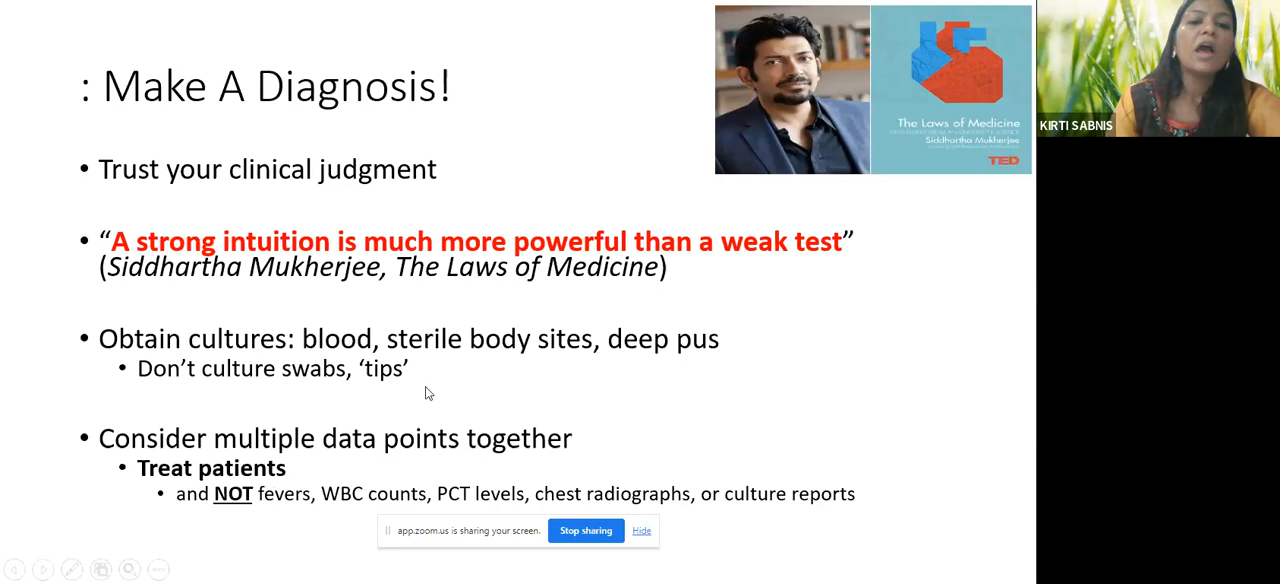 : Make A Diagnosis!
• Trust your clinical judgment
• “A strong intuition is much more powerful than a weak test”
(Siddhartha Mukherjee, The Laws of Medicine)
• Obtain cultures: blood, sterile body sites, deep pus
• Don’t culture swabs, ‘tips’
• Consider multiple data points together
• Treat patients
• and NOT fevers, WBC counts, PCT levels, chest radiographs, or culture reports
The Laws of Medicine
Siddhartha Mukherjee
TED
KIRTI SABNIS
app.zoom.us is sharing your screen.
Stop sharing
Hide